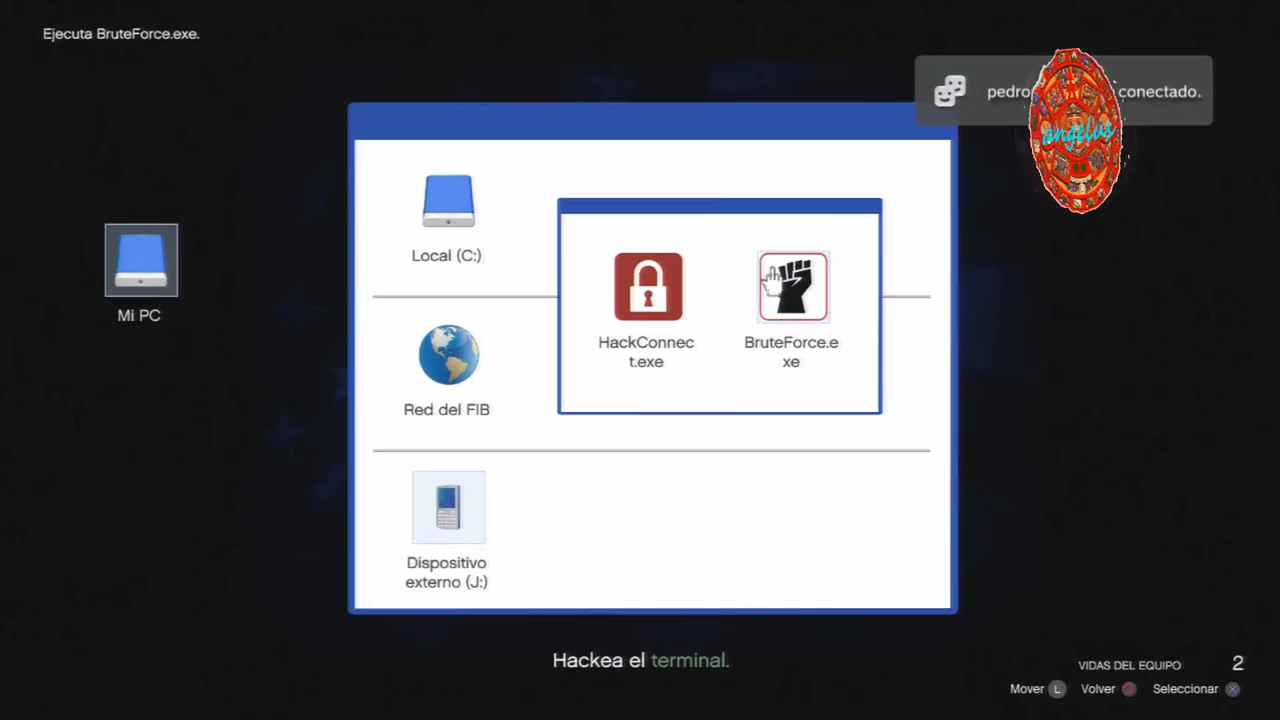 Ejecuta BruteForce.exe.
pedro
conectado.
angelus
Local (C:)
HackConnec
t.exe
BruteForce.e
xe
Mi PC
Red del FIB
Dispositivo
externo (J:)
Hackea el terminal.
VIDAS DEL EQUIPO 2
Mover L Volver Seleccionar